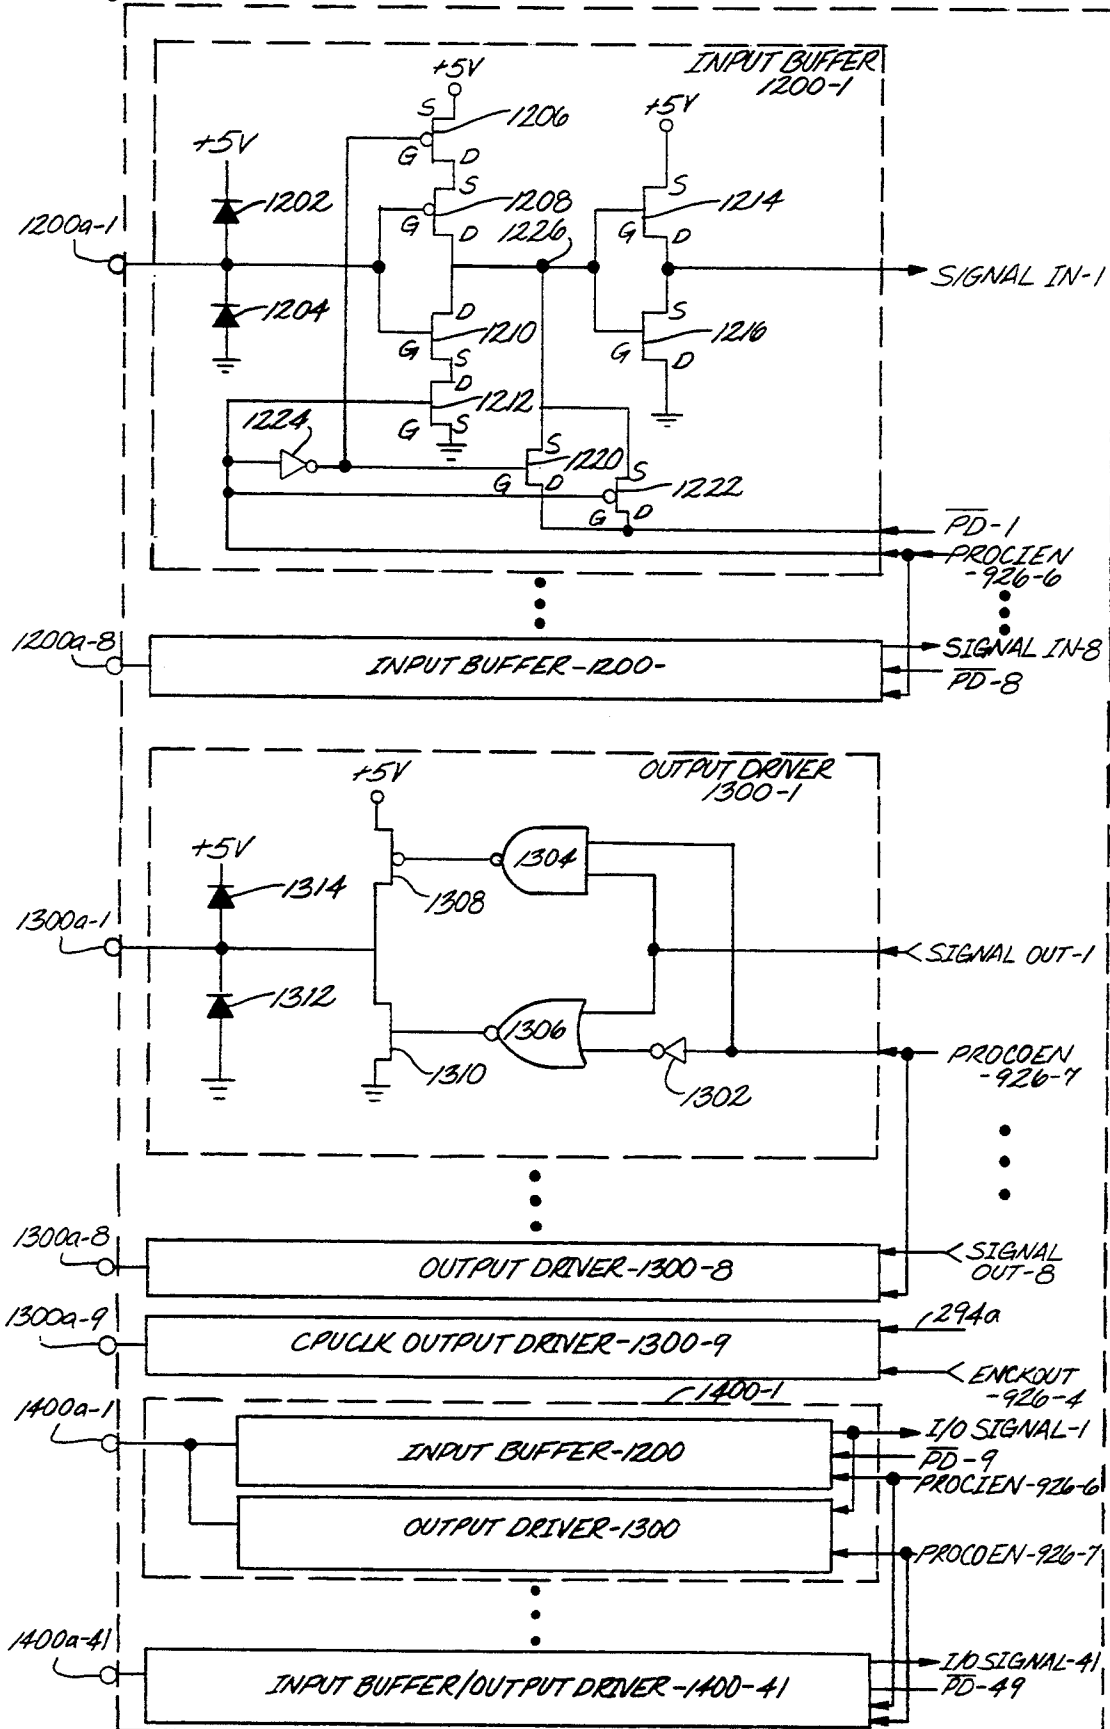 INPUT BUFFER
1200-1
+5V
+5V
+5V
S
1206
G
D
S
1202
1208
G
D
1226
S
1214
G
D
1200a-1
SIGNAL IN-1
1204
D
1210
G
S
S
1216
G
D
D
1212
G
S
1224
S
1220
G
D
S
1222
G
D
PD-1
PROCIEN
-926-6
1200a-8
INPUT BUFFER-1200-
SIGNAL IN-8
PD-8
OUTPUT DRIVER
1300-1
+5V
+5V
1304
1314
1308
1300a-1
SIGNAL OUT-1
1312
1306
1310
1302
PROCOEN
-926-7
1300a-8
OUTPUT DRIVER-1300-8
SIGNAL
OUT-8
1300a-9
CPUCLK OUTPUT DRIVER-1300-9
294a
ENCKOUT
-926-4
1400-1
1400a-1
INPUT BUFFER-1200
I/O SIGNAL-1
PD-9
PROCIEN-926-6
OUTPUT DRIVER-1300
PROCOEN-926-7
1400a-41
INPUT BUFFER/OUTPUT DRIVER-1400-41
I/O SIGNAL-41
PD-49